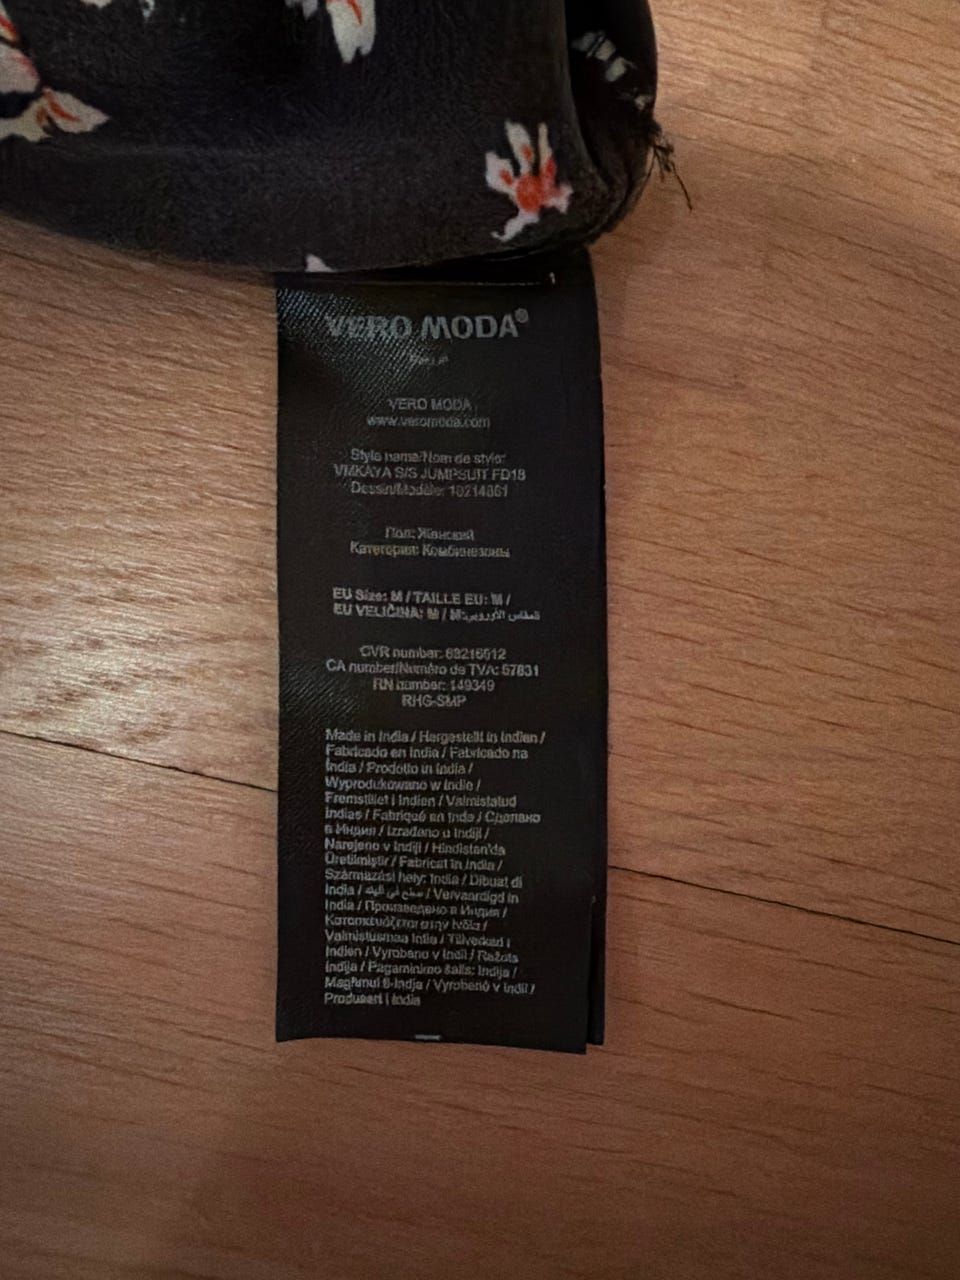 VERO MODA®
VERO MODA
www.veromoda.com
Style name/Nom de style:
VMKAYA S/S JUMPSUIT FD18
Dessin/Modèle: 10214861
Пол: Женский
Категория: Комбинезоны
EU Size: M / TAILLE EU: M /
EU VELIČINA: M / M:المقاس الأوروبي
CVR number:
CA number/Numéro de TVA: 57831
RN number: 149349
RHG-SMP
Made in India / Hergestellt in Indien /
Fabricado en India / Fabricado na
Índia / Prodotto in India /
Wyprodukowano w Indie /
Fremstillet i Indien / Valmistatud
Indias / Fabriqué en Inde / Сделано
в Индии / Izrađeno u Indiji /
Narejeno v Indiji / Hindistan'da
Üretilmiştir / Fabricat în India /
Származási hely: India / Dibuat di
India / / Vervaardigd in
India / Произведено в Индия /
Κατασκευάζεται στην Ινδία /
Valmistusmaa Intia / Tillverkad i
Indien / Vyrobeno v Indii / Ražots
Indija / Pagaminimo šalis: Indija /
Magħmul fl-Indja / Vyrobené v Indii /
Produsert i India